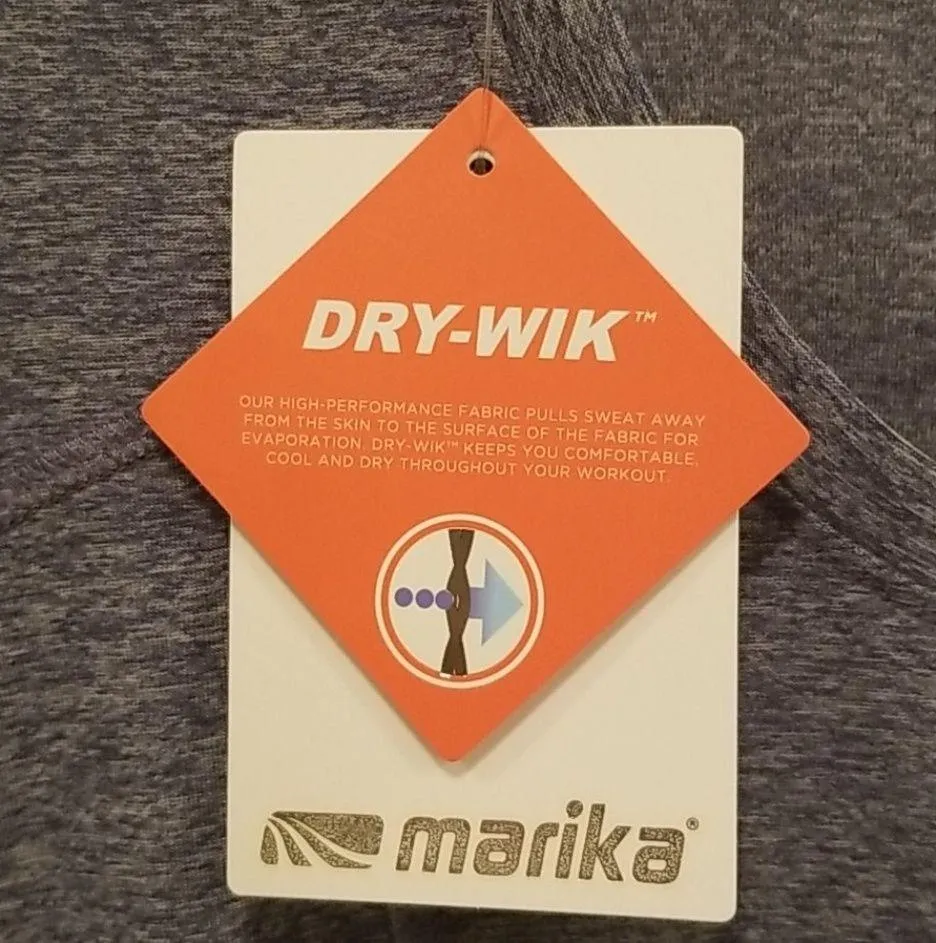 DRY-WIK™
OUR HIGH-PERFORMANCE FABRIC PULLS SWEAT AWAY
FROM THE SKIN TO THE SURFACE OF THE FABRIC FOR
EVAPORATION. DRY-WIK™ KEEPS YOU COMFORTABLE,
COOL AND DRY THROUGHOUT YOUR WORKOUT.
marika®